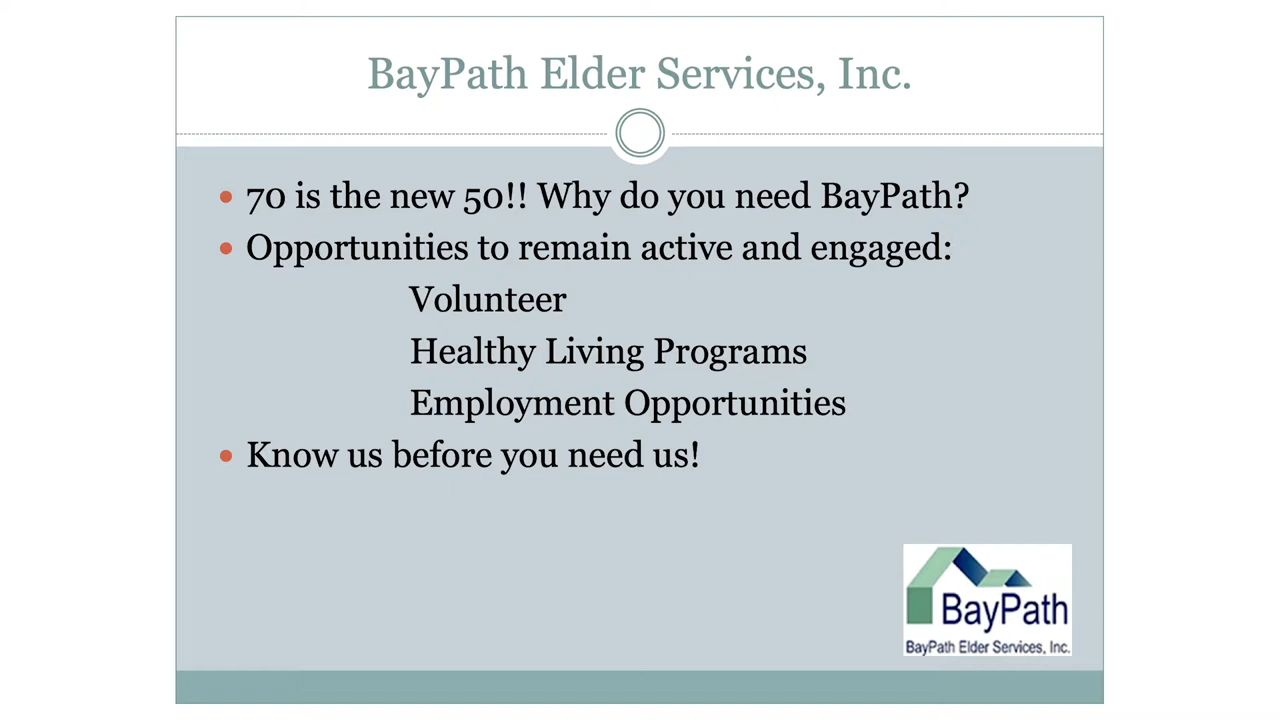 BayPath Elder Services, Inc.
• 70 is the new 50!! Why do you need BayPath?
• Opportunities to remain active and engaged:
Volunteer
Healthy Living Programs
Employment Opportunities
• Know us before you need us!
BayPath
BayPath Elder Services, Inc.